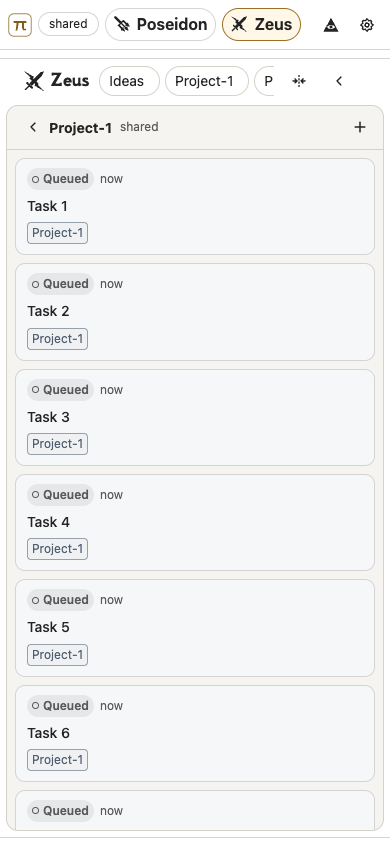 π shared Poseidon Zeus
Zeus Ideas Project-1 P
Project-1 shared
Queued now
Task 1
Project-1
Queued now
Task 2
Project-1
Queued now
Task 3
Project-1
Queued now
Task 4
Project-1
Queued now
Task 5
Project-1
Queued now
Task 6
Project-1
Queued now